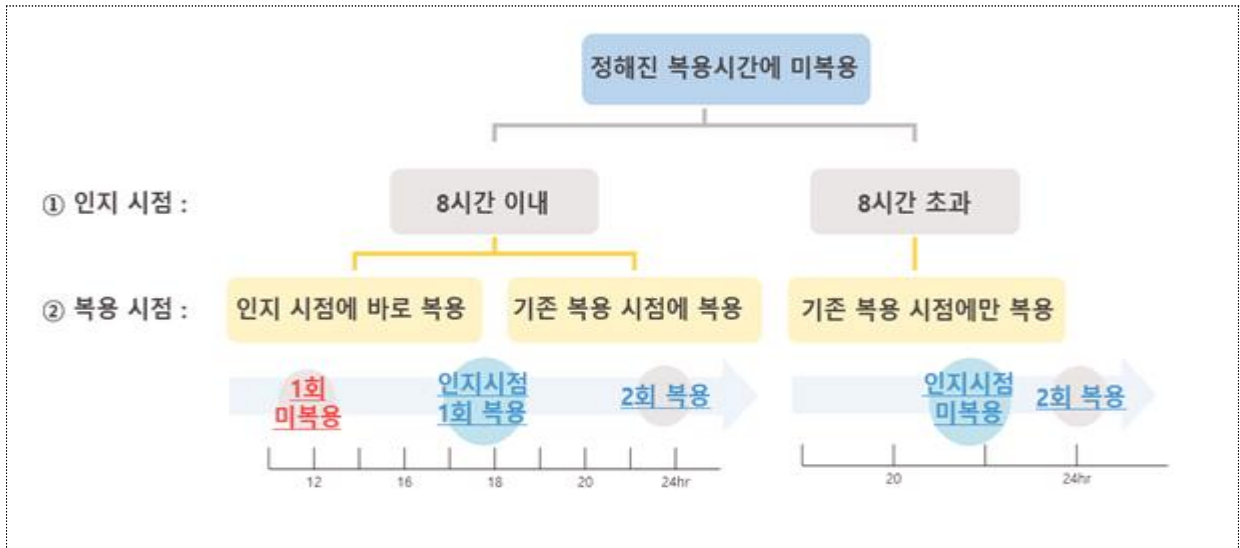 정해진 복용시간에 미복용
① 인지 시점 :
8시간 이내
8시간 초과
② 복용 시점 :
인지 시점에 바로 복용
기존 복용 시점에 복용
기존 복용 시점에만 복용
1회
미복용
인지시점
1회 복용
2회 복용
인지시점
미복용
2회 복용
12 16 18 20 24hr
20 24hr